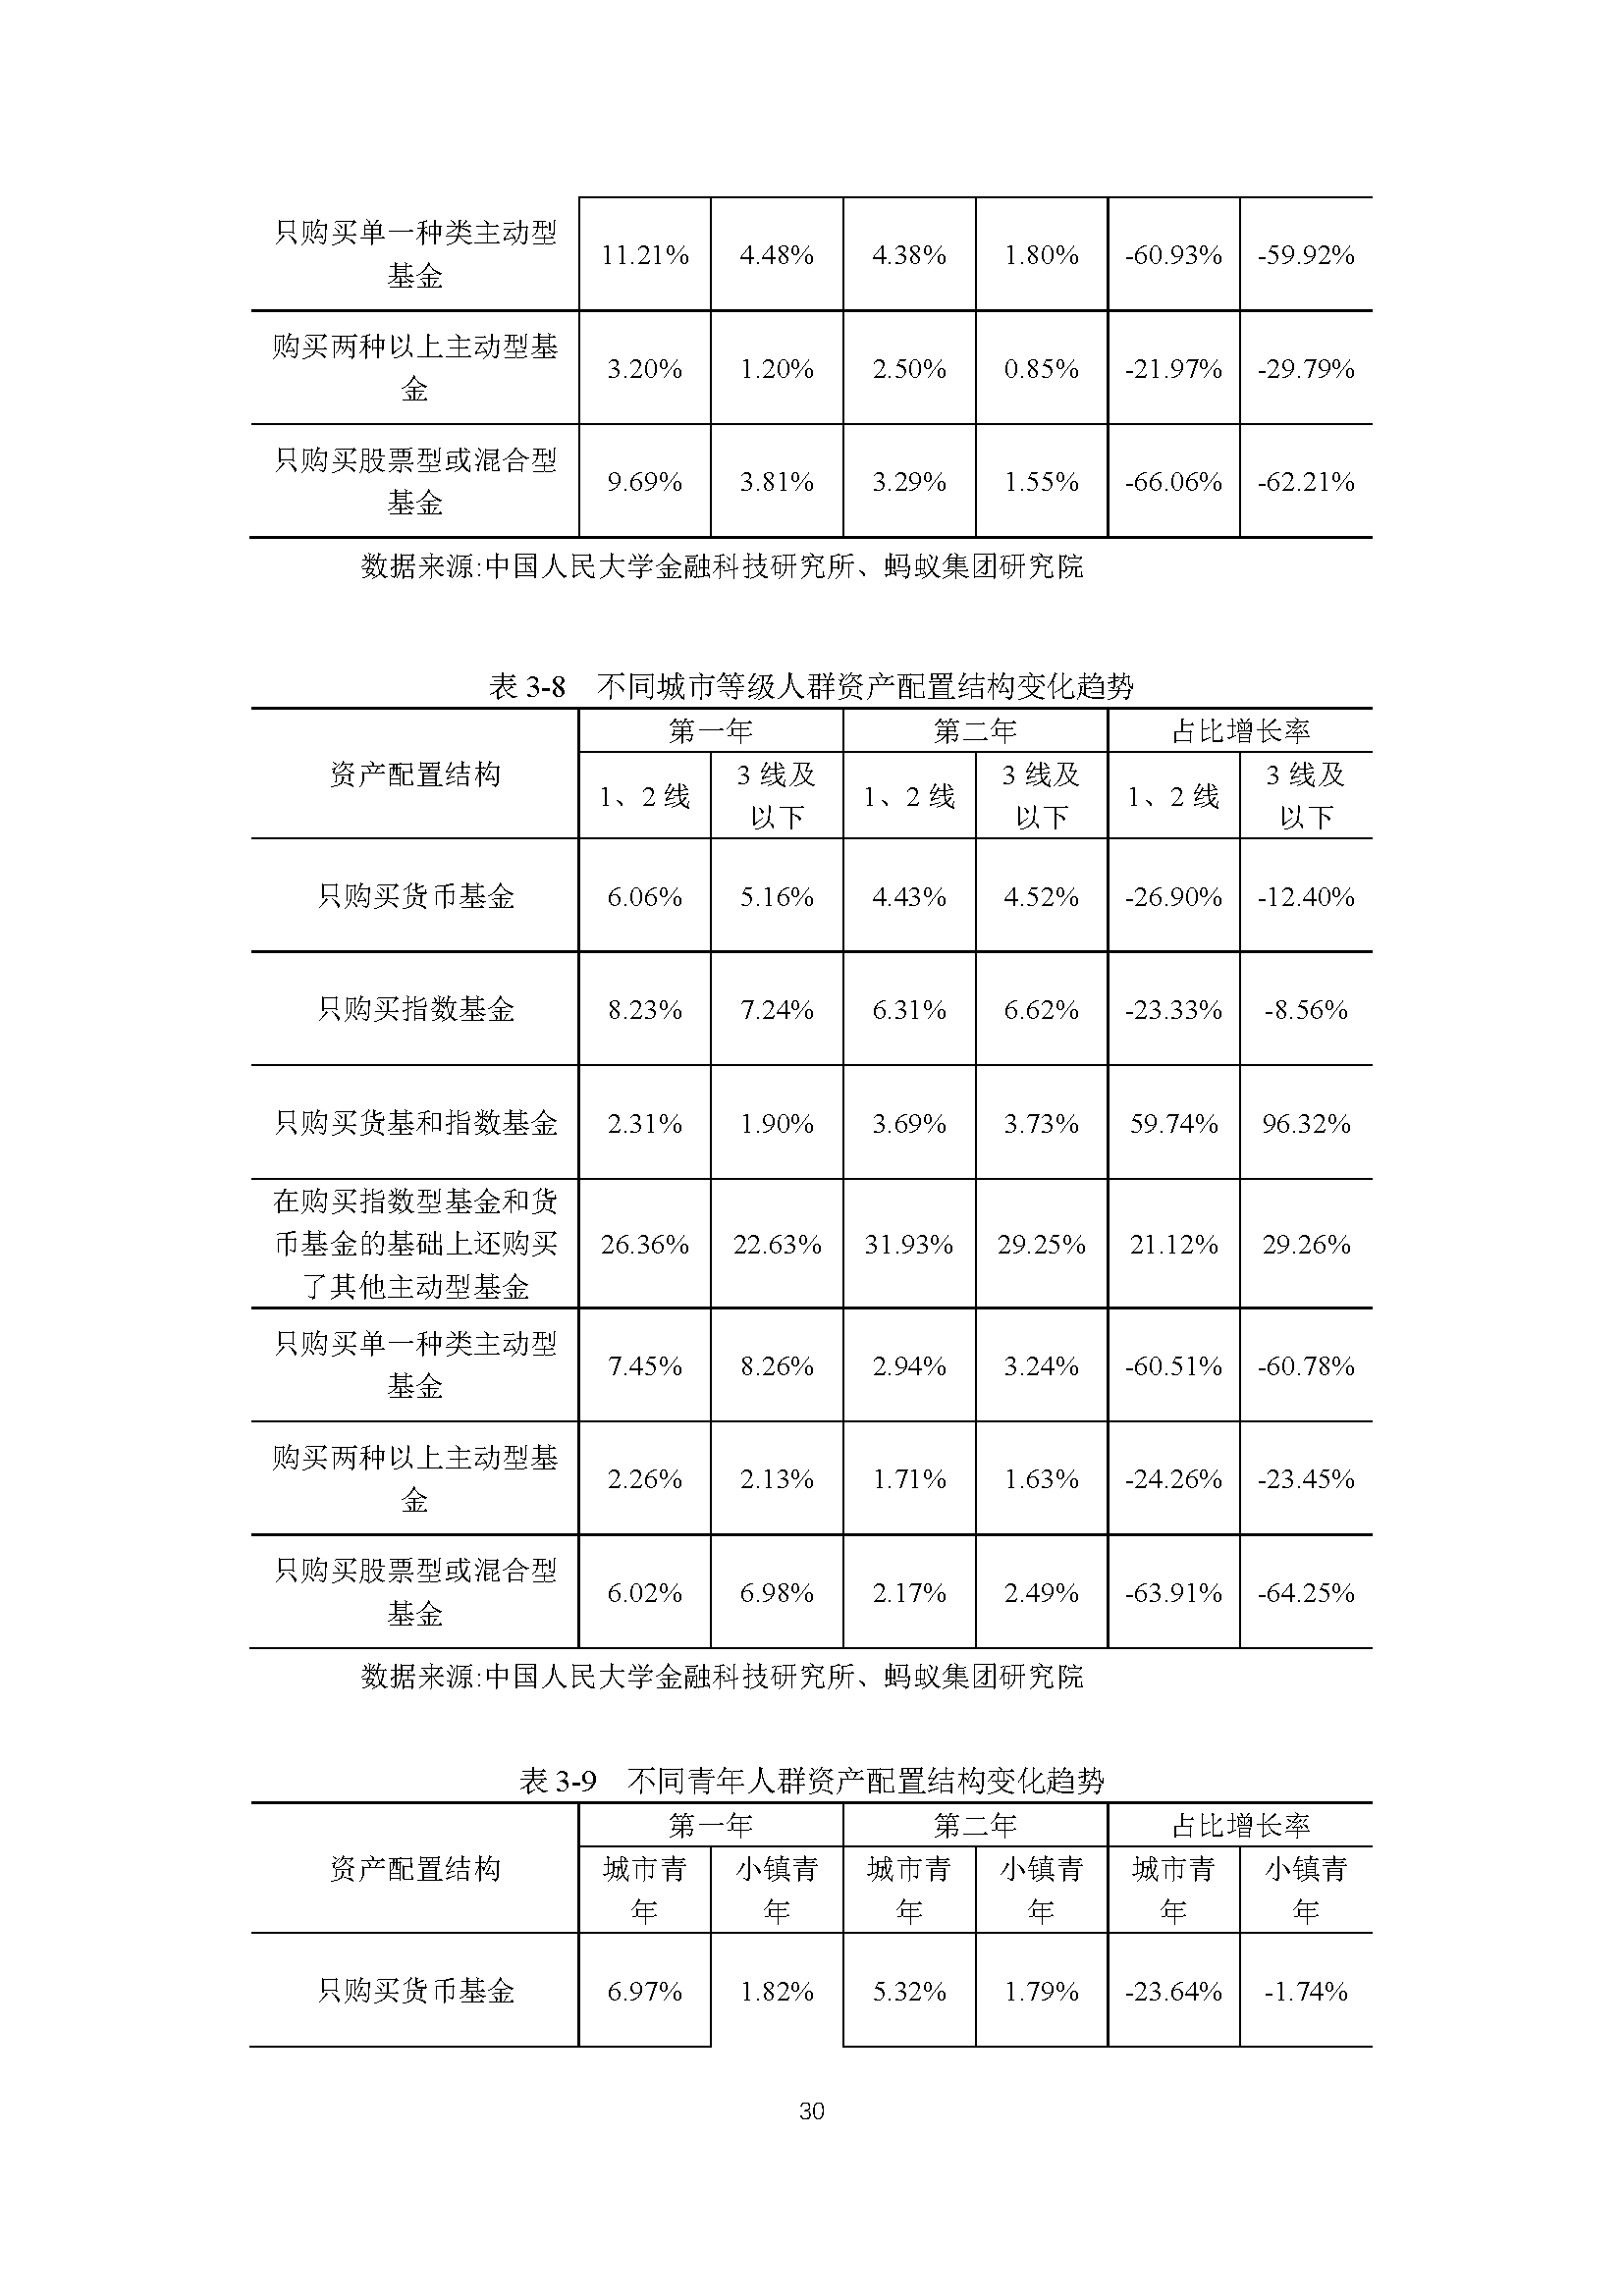 只购买单一种类主动型
基金
11.21% 4.48% 4.38% 1.80% -60.93% -59.92%
购买两种以上主动型基
金
3.20% 1.20% 2.50% 0.85% -21.97% -29.79%
只购买股票型或混合型
基金
9.69% 3.81% 3.29% 1.55% -66.06% -62.21%
数据来源:中国人民大学金融科技研究所、蚂蚁集团研究院
表 3-8 不同城市等级人群资产配置结构变化趋势
资产配置结构
第一年 第二年 占比增长率
1、2 线 3 线及以下 1、2 线 3 线及以下 1、2 线 3 线及以下
只购买货币基金 6.06% 5.16% 4.43% 4.52% -26.90% -12.40%
只购买指数基金 8.23% 7.24% 6.31% 6.62% -23.33% -8.56%
只购买货基和指数基金 2.31% 1.90% 3.69% 3.73% 59.74% 96.32%
在购买指数型基金和货
币基金的基础上还购买
了其他主动型基金
26.36% 22.63% 31.93% 29.25% 21.12% 29.26%
只购买单一种类主动型
基金
7.45% 8.26% 2.94% 3.24% -60.51% -60.78%
购买两种以上主动型基
金
2.26% 2.13% 1.71% 1.63% -24.26% -23.45%
只购买股票型或混合型
基金
6.02% 6.98% 2.17% 2.49% -63.91% -64.25%
数据来源:中国人民大学金融科技研究所、蚂蚁集团研究院
表 3-9 不同青年人群资产配置结构变化趋势
资产配置结构
第一年 第二年 占比增长率
城市青年 小镇青年 城市青年 小镇青年 城市青年 小镇青年
只购买货币基金 6.97% 1.82% 5.32% 1.79% -23.64% -1.74%
30